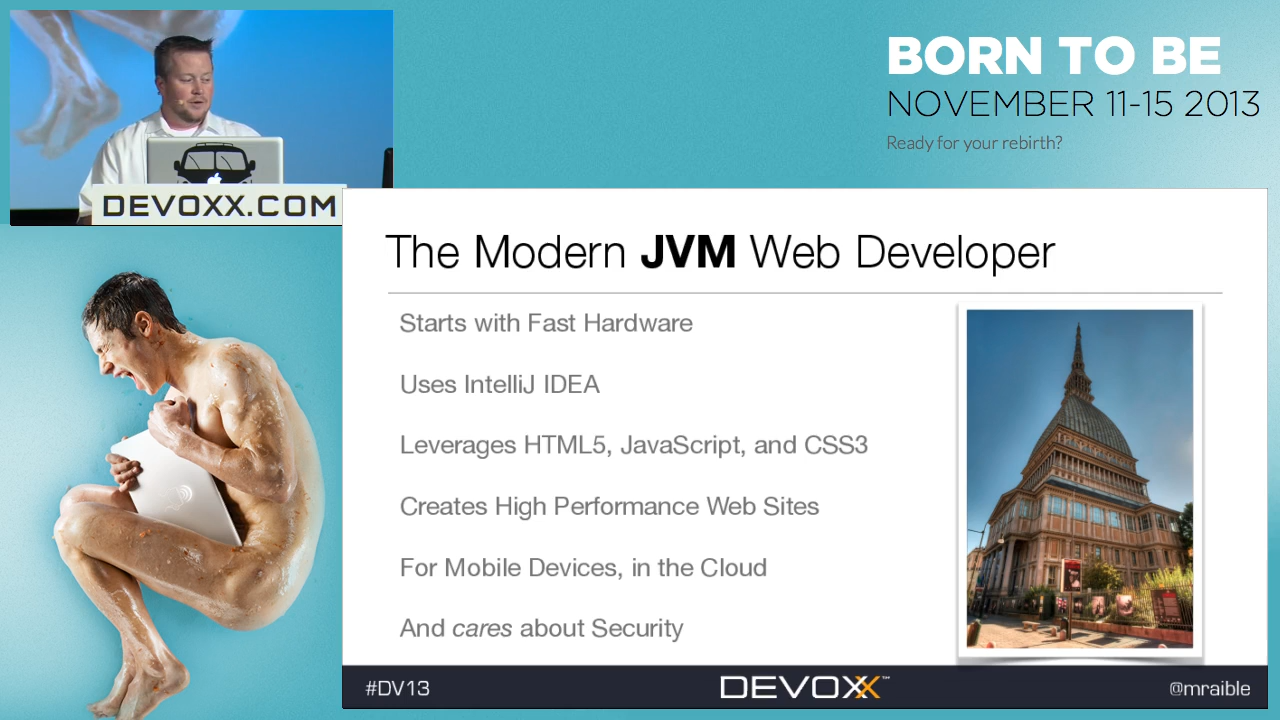 BORN TO BE
NOVEMBER 11-15 2013
Ready for your rebirth?
DEVOXX.COM
The Modern JVM Web Developer
Starts with Fast Hardware
Uses IntelliJ IDEA
Leverages HTML5, JavaScript, and CSS3
Creates High Performance Web Sites
For Mobile Devices, in the Cloud
And cares about Security
#DV13
DEVOXX™
@mraible